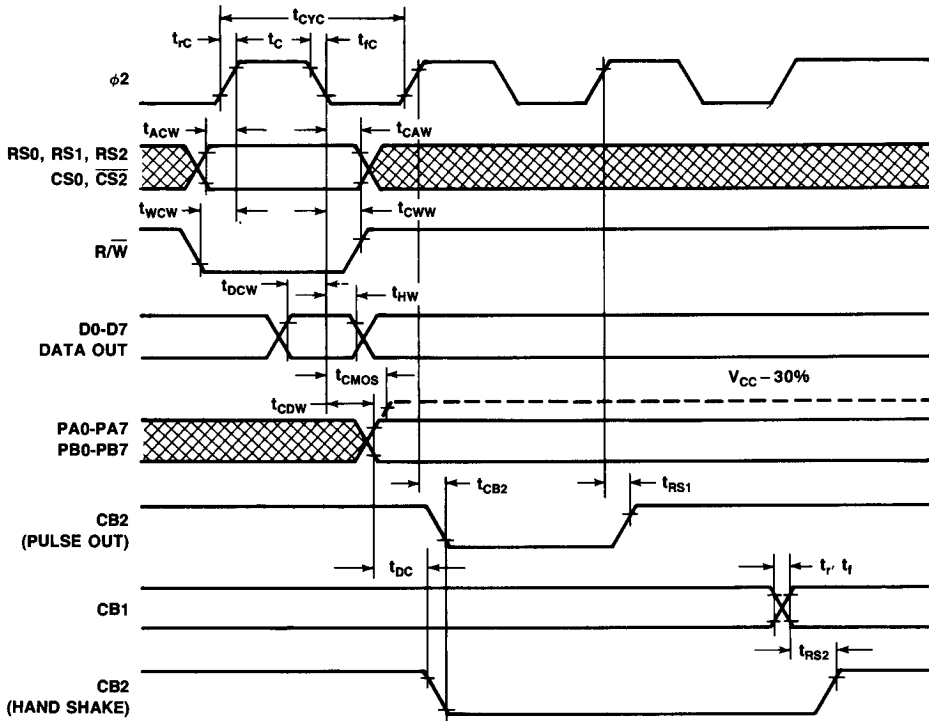 tCYC
trC
tC
tfC
ϕ2
tACW
tCAW
RS0, RS1, RS2
CS0, C̅S̅2̅
tWCW
tCWW
R/W̅
tDCW
tHW
D0-D7
DATA OUT
tCMOS
VCC – 30%
tCDW
PA0-PA7
PB0-PB7
tCB2
tRS1
CB2
(PULSE OUT)
tDC
tr, tf
CB1
tRS2
CB2
(HAND SHAKE)